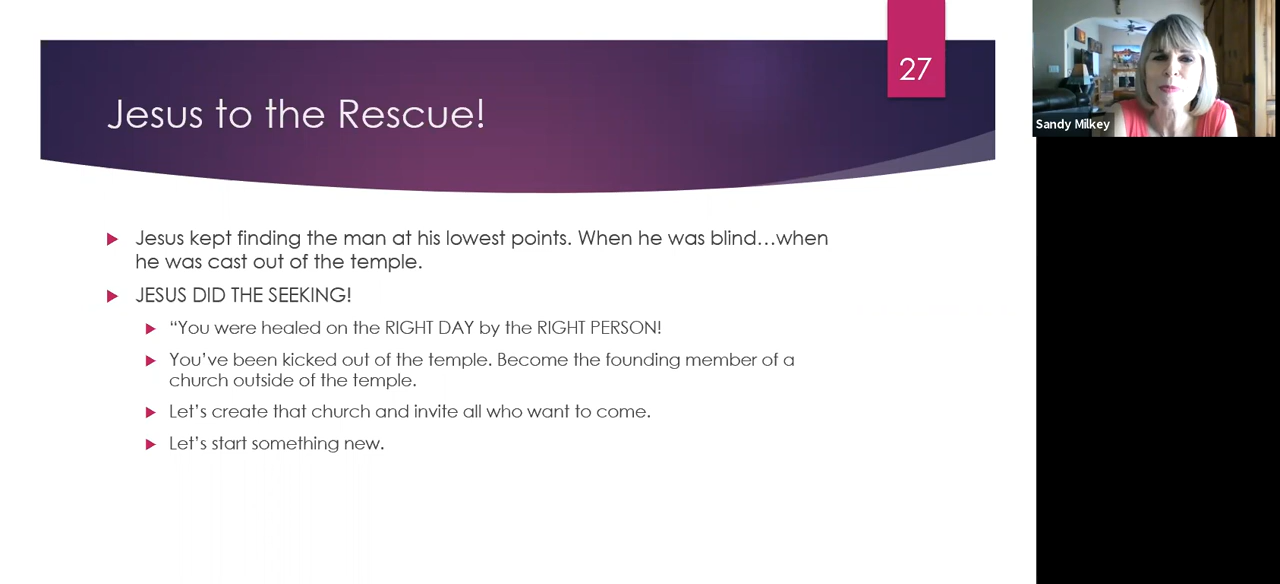 27
Jesus to the Rescue!
Sandy Milkey
Jesus kept finding the man at his lowest points. When he was blind…when
he was cast out of the temple.
JESUS DID THE SEEKING!
“You were healed on the RIGHT DAY by the RIGHT PERSON!
You’ve been kicked out of the temple. Become the founding member of a
church outside of the temple.
Let’s create that church and invite all who want to come.
Let’s start something new.